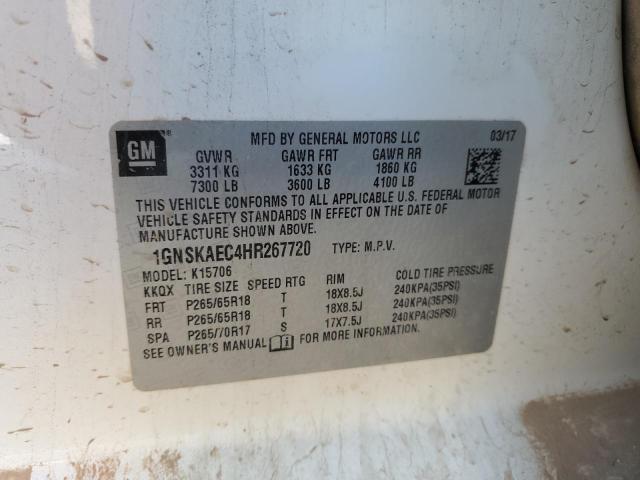 GM
®
MFD BY GENERAL MOTORS LLC 03/17
GVWR GAWR FRT GAWR RR
3311 KG 1633 KG 1860 KG
7300 LB 3600 LB 4100 LB
THIS VEHICLE CONFORMS TO ALL APPLICABLE U.S. FEDERAL MOTOR
VEHICLE SAFETY STANDARDS IN EFFECT ON THE DATE OF
MANUFACTURE SHOWN ABOVE.
1GNSKAEC4HR267720 TYPE: M.P.V.
MODEL: K15706
KKQX TIRE SIZE SPEED RTG RIM COLD TIRE PRESSURE
FRT P265/65R18 T 18X8.5J 240KPA(35PSI)
RR P265/65R18 T 18X8.5J 240KPA(35PSI)
SPA P265/70R17 S 17X7.5J 240KPA(35PSI)
SEE OWNER'S MANUAL FOR MORE INFORMATION.